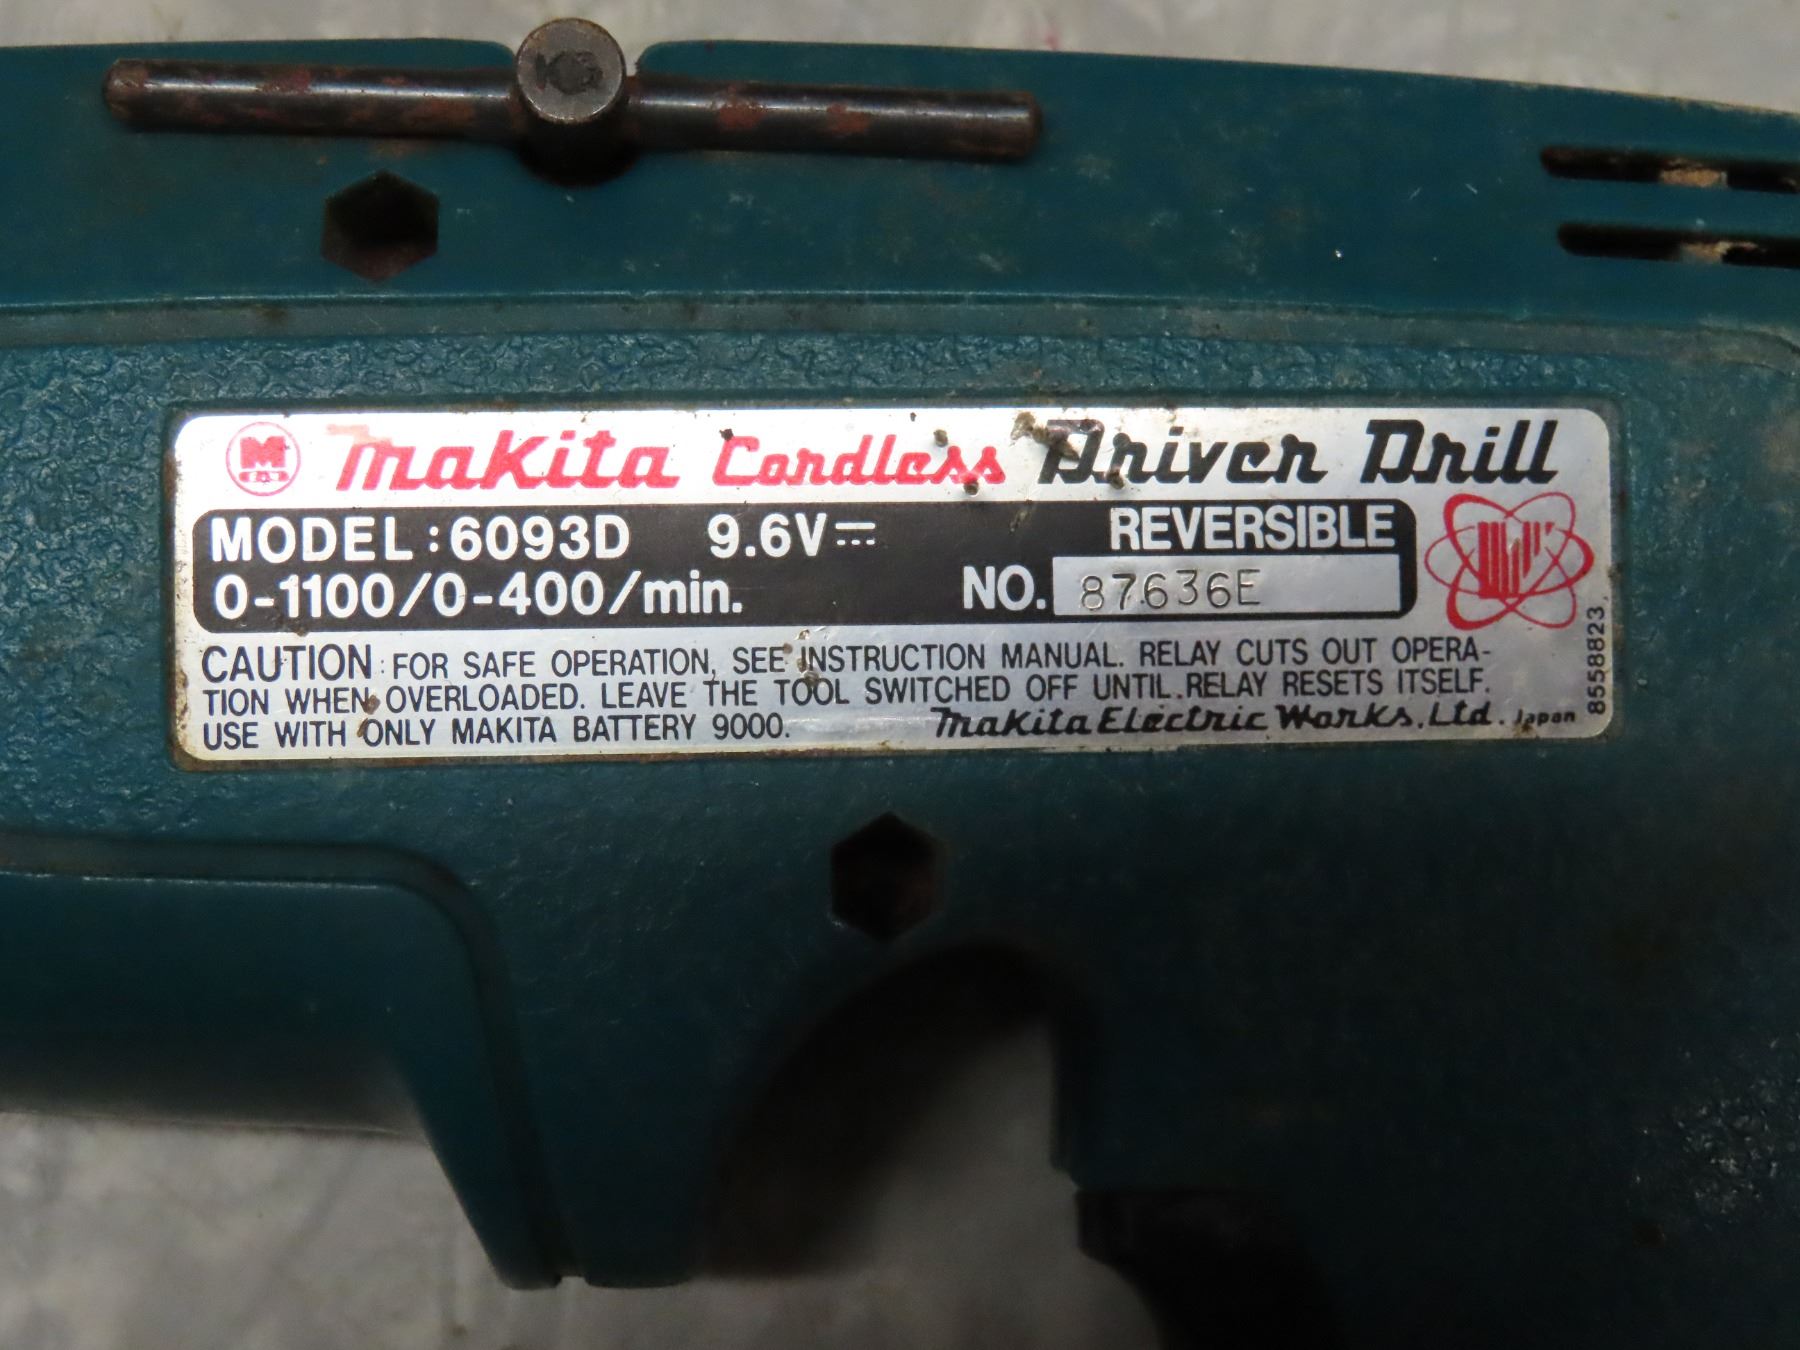 KG
M
Makita Cordless Driver Drill
MODEL:6093D 9.6V⎓ REVERSIBLE
0-1100/0-400/min. NO. 87636E
CAUTION: FOR SAFE OPERATION, SEE INSTRUCTION MANUAL. RELAY CUTS OUT OPERA-
TION WHEN OVERLOADED. LEAVE THE TOOL SWITCHED OFF UNTIL RELAY RESETS ITSELF.
USE WITH ONLY MAKITA BATTERY 9000. Makita Electric Works, Ltd. Japan
8558823